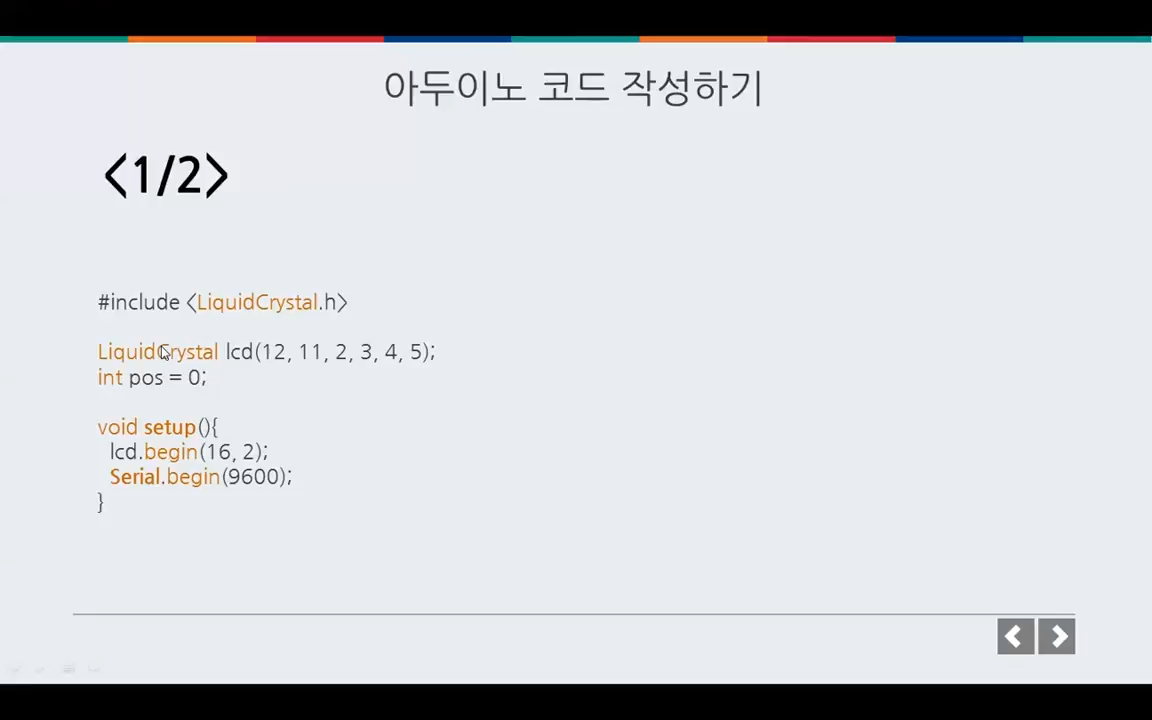 아두이노 코드 작성하기
<1/2>
#include <LiquidCrystal.h>
LiquidCrystal lcd(12, 11, 2, 3, 4, 5);
int pos = 0;
void setup(){
lcd.begin(16, 2);
Serial.begin(9600);
}